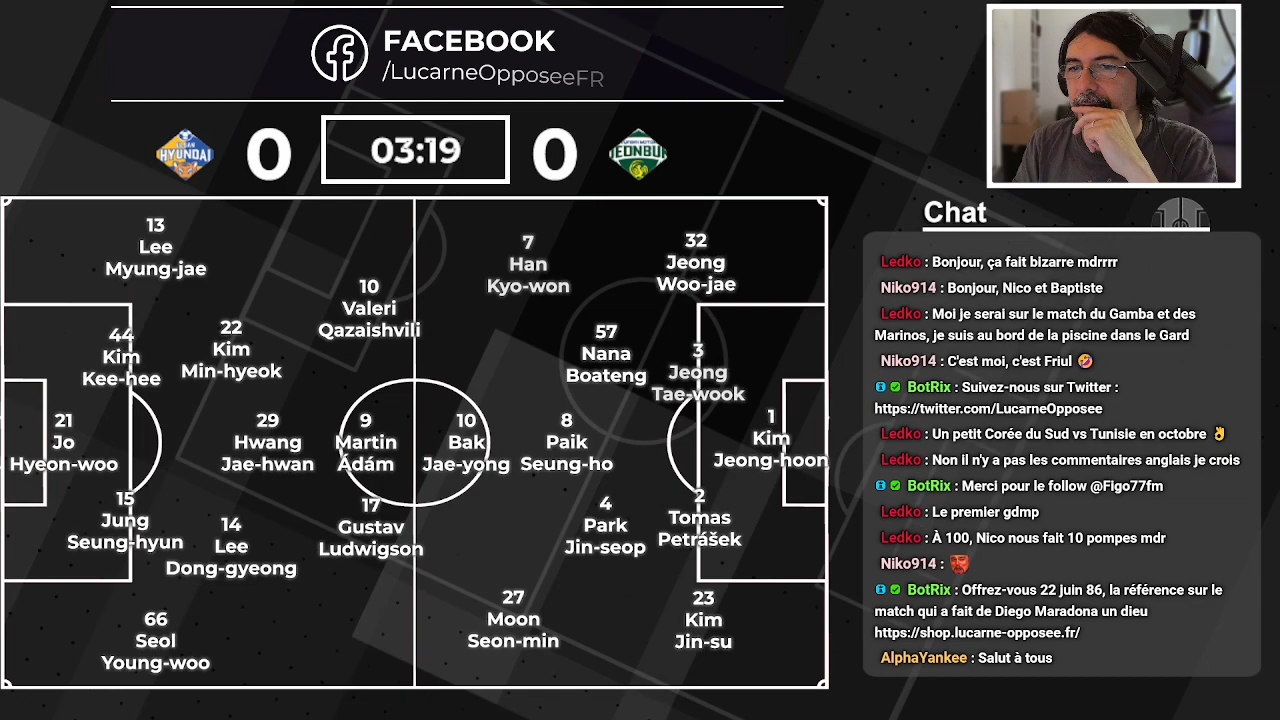 FACEBOOK
/LucarneOpposeeFR
HYUNDAI
0
03:19
0
13
Lee
Myung-jae
44
Kim
Kee-hee
22
Kim
Min-hyeok
10
Valeri
Qazaishvili
21
Jo
Hyeon-woo
29
Hwang
Jae-hwan
9
Martin
Ádám
15
Jung
Seung-hyun
14
Lee
Dong-gyeong
17
Gustav
Ludwigson
66
Seol
Young-woo
7
Han
Kyo-won
32
Jeong
Woo-jae
57
Nana
Boateng
3
Jeong
Tae-wook
10
Bak
Jae-yong
8
Paik
Seung-ho
1
Kim
Jeong-hoon
4
Park
Jin-seop
2
Tomas
Petrášek
27
Moon
Seon-min
23
Kim
Jin-su
Chat
Ledko : Bonjour, ça fait bizarre mdrrrr
Niko914 : Bonjour, Nico et Baptiste
Ledko : Moi je serai sur le match du Gamba et des
Marinos, je suis au bord de la piscine dans le Gard
Niko914 : C'est moi, c'est Friul 🤣
BotRix : Suivez-nous sur Twitter :
https://twitter.com/LucarneOpposee
Ledko : Un petit Corée du Sud vs Tunisie en octobre 👌
Ledko : Non il n'y a pas les commentaires anglais je crois
BotRix : Merci pour le follow @Figo77fm
Ledko : Le premier gdmp
Ledko : À 100, Nico nous fait 10 pompes mdr
Niko914 :
BotRix : Offrez-vous 22 juin 86, la référence sur le
match qui a fait de Diego Maradona un dieu
https://shop.lucarne-opposee.fr/
AlphaYankee : Salut à tous